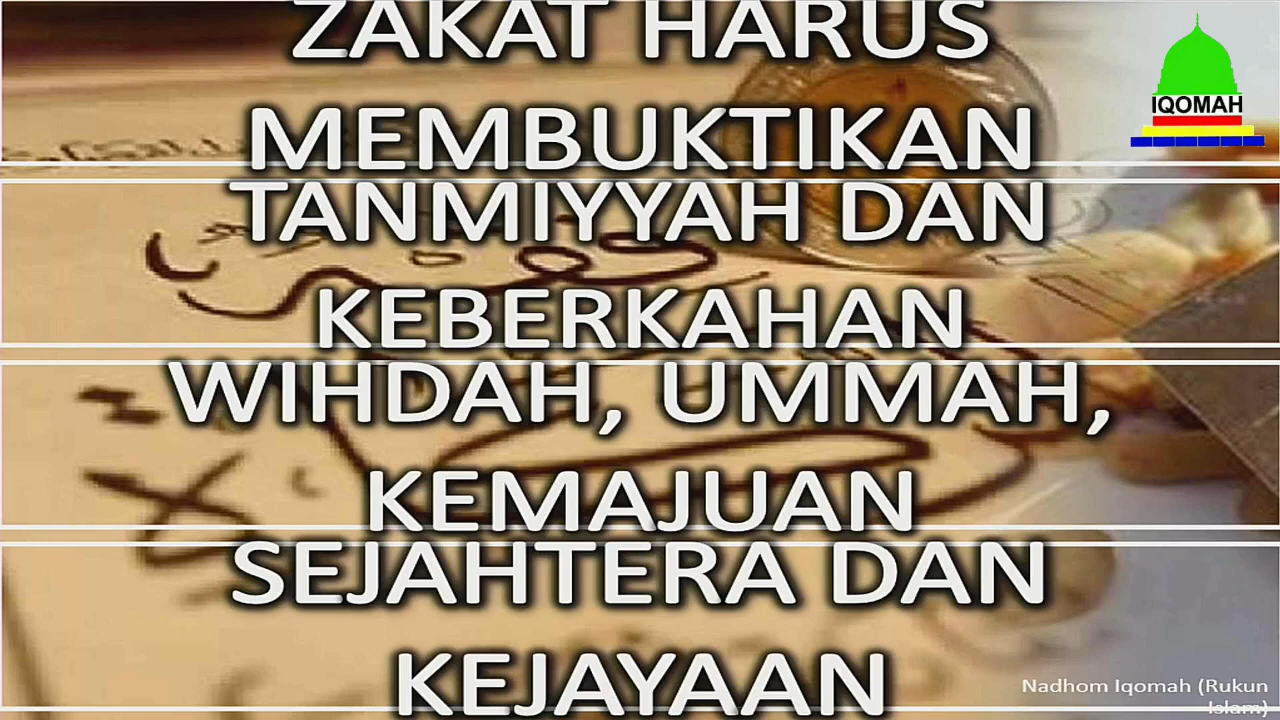 ZAKAT HARUS
MEMBUKTIKAN
TANMIYYAH DAN
KEBERKAHAN
WIHDAH, UMMAH,
KEMAJUAN
SEJAHTERA DAN
KEJAYAAN
IQOMAH
Nadhom Iqomah (Rukun
Islam)